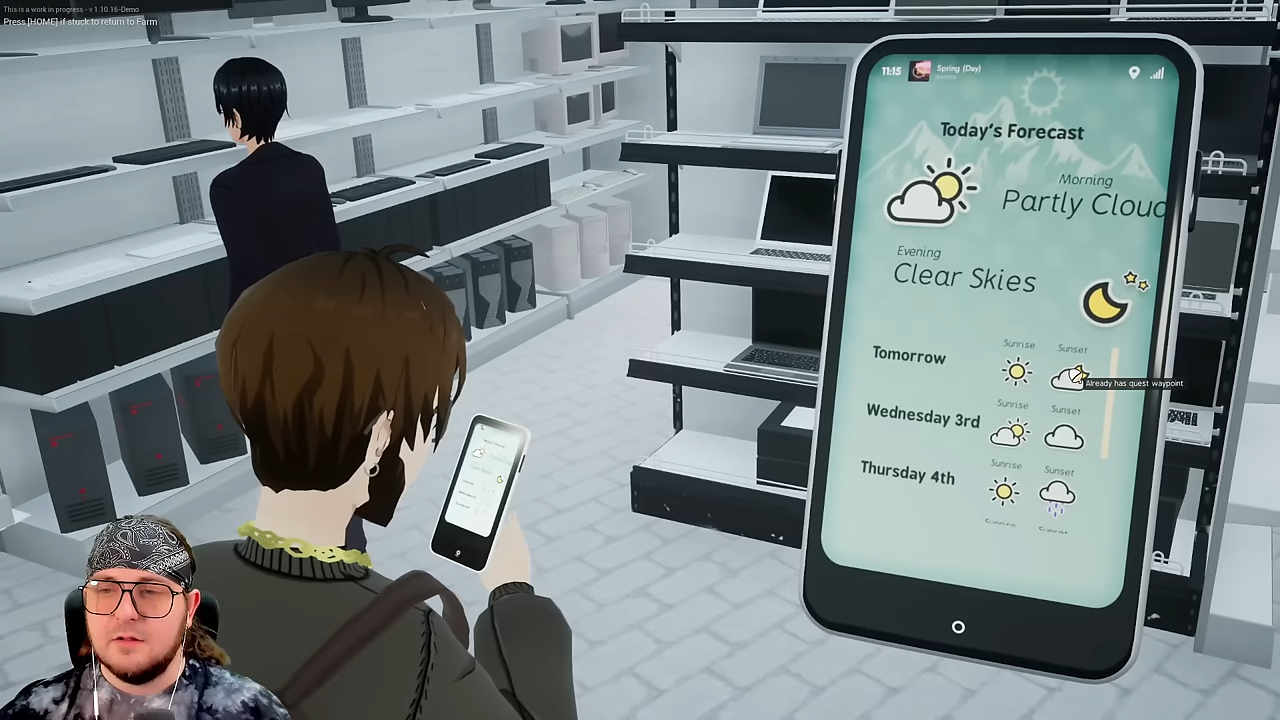 This is a work in progress - v 1.10.16-Demo
Press [HOME] if stuck to return to Farm
11:15
Spring (Day)
Today's Forecast
Morning
Partly Cloud
Evening
Clear Skies
Tomorrow
Sunrise
Sunset
Already has quest waypoint
Wednesday 3rd
Sunrise
Sunset
Thursday 4th
Sunrise
Sunset